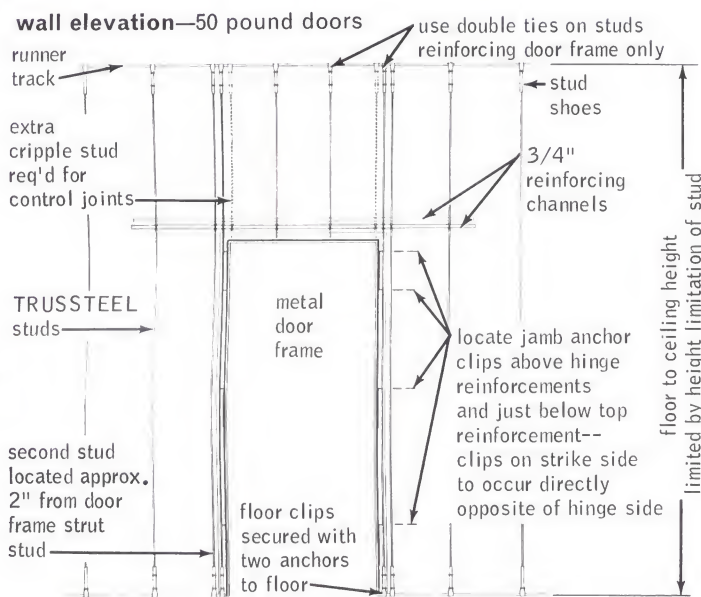 wall elevation—50 pound doors
use double ties on studs
reinforcing door frame only
runner
track
stud
shoes
extra
cripple stud
req'd for
control joints
3/4"
reinforcing
channels
TRUSSTEEL
studs
metal
door
frame
locate jamb anchor
clips above hinge
reinforcements
and just below top
reinforcement--
clips on strike side
to occur directly
opposite of hinge side
floor to ceiling height
limited by height limitation of stud
second stud
located approx.
2" from door
frame strut
stud
floor clips
secured with
two anchors
to floor